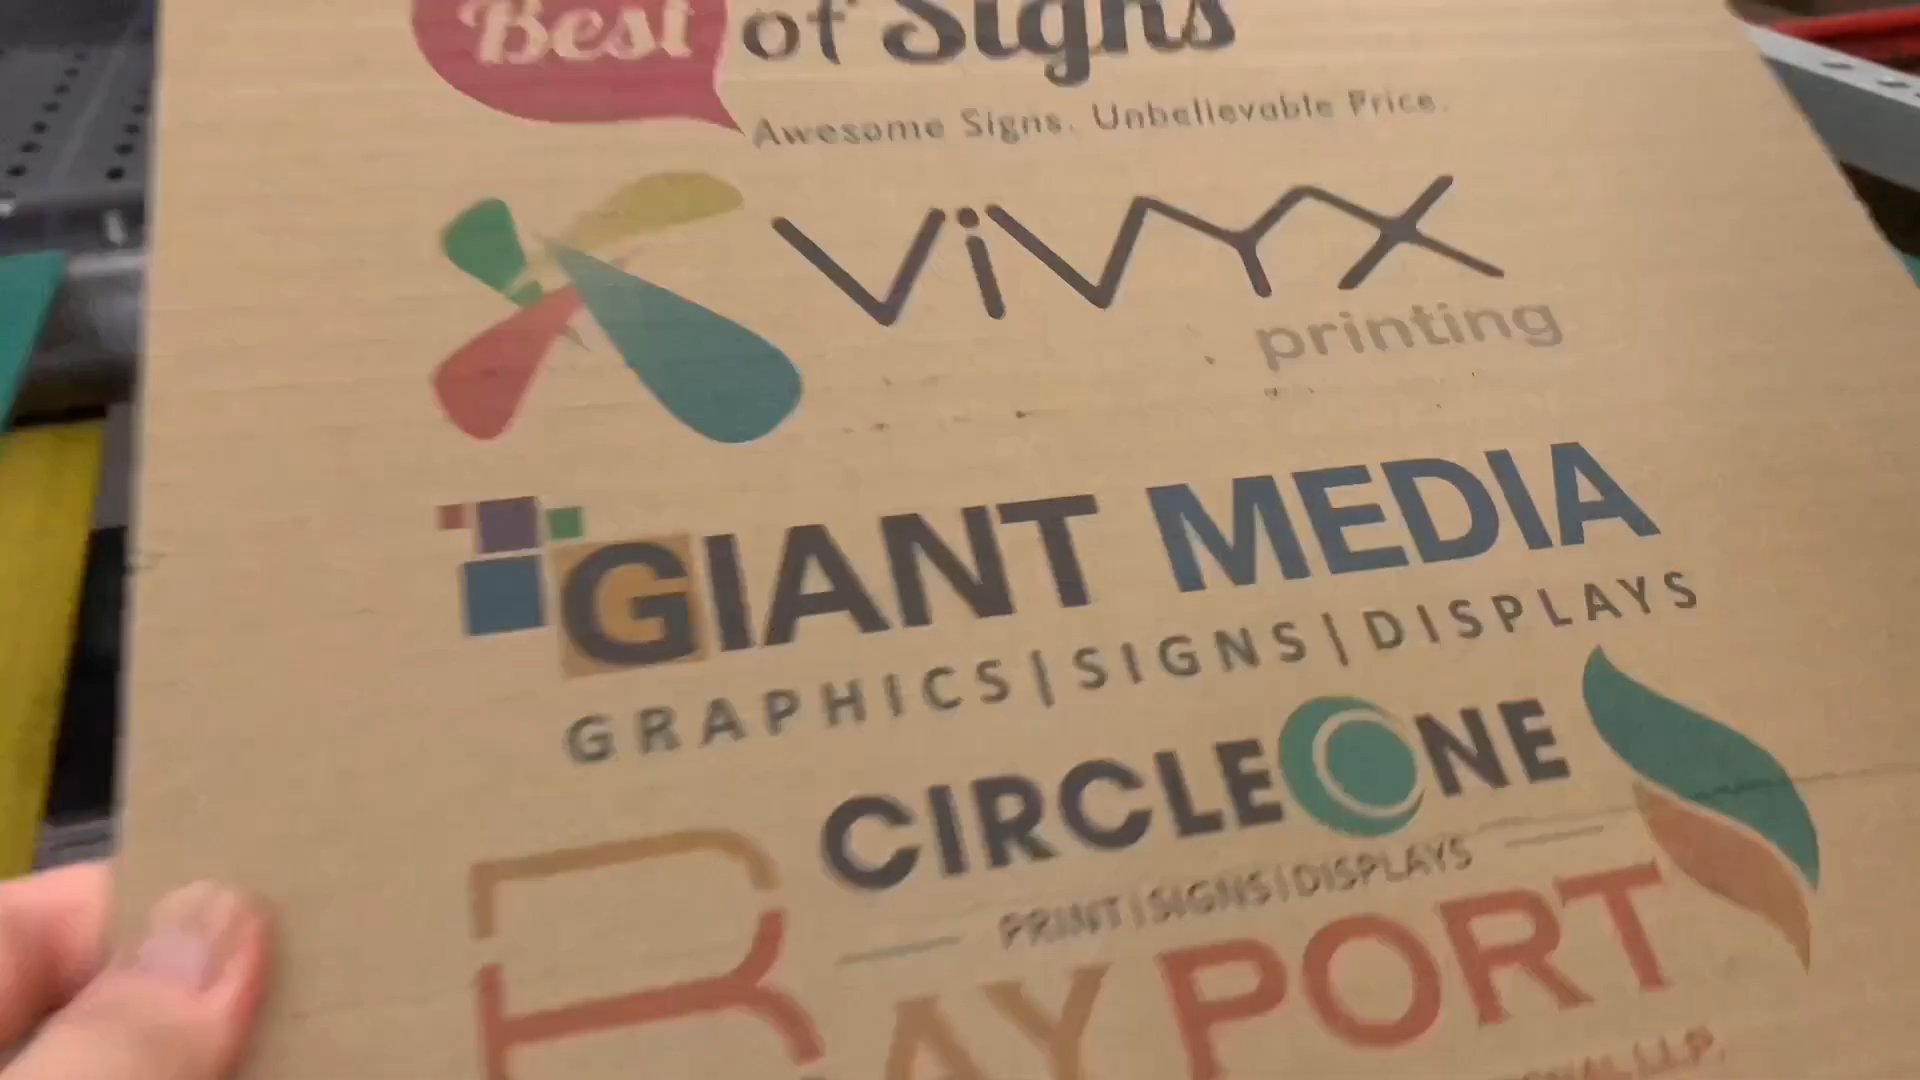 Best of Signs
Awesome Signs. Unbelievable Price.
ViVYX
printing
GIANT MEDIA
GRAPHICS|SIGNS|DISPLAYS
CIRCLEONE
PRINT|SIGNS|DISPLAYS
BAYPORT
LLP.